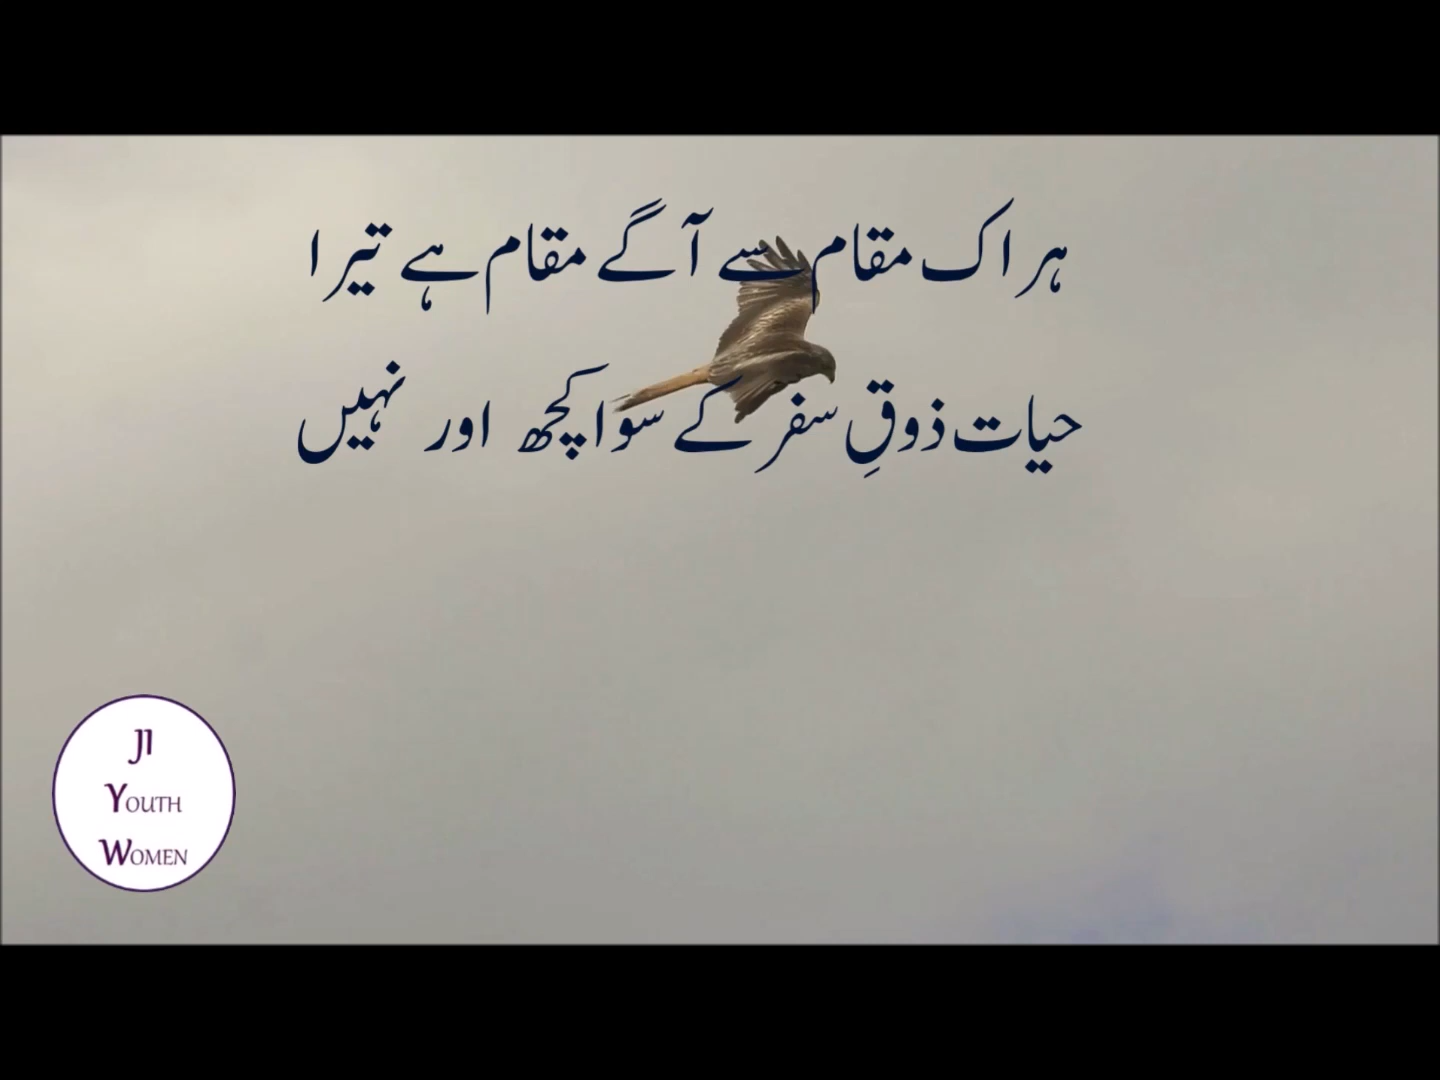 ہر اک مقام سے آگے مقام ہے تیرا
حیات ذوقِ سفر کے سوا کچھ اور نہیں
JI
YOUTH
WOMEN